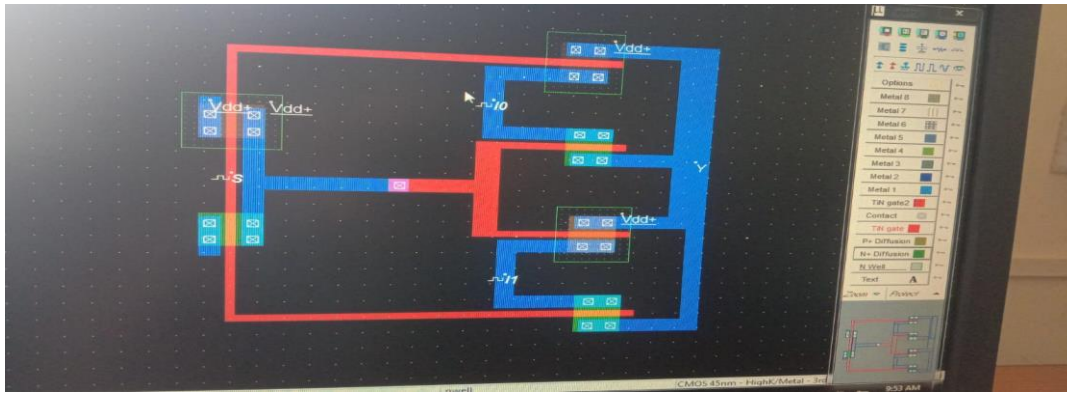 Vdd+
Vdd+
Vdd+
I0
S
Y
Vdd+
I1
Options
Metal 8
Metal 7
Metal 6
Metal 5
Metal 4
Metal 3
Metal 2
Metal 1
TiN gate2
Contact
TiN gate
P+ Diffusion
N+ Diffusion
N Well
Text A
nwell
CMOS 45nm - HighK/Metal - 3rd
9:53 AM